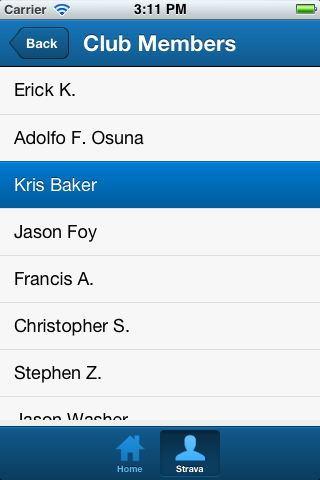 Carrier 3:11 PM
Back Club Members
Erick K.
Adolfo F. Osuna
Kris Baker
Jason Foy
Francis A.
Christopher S.
Stephen Z.
Jason Washer
Home Strava